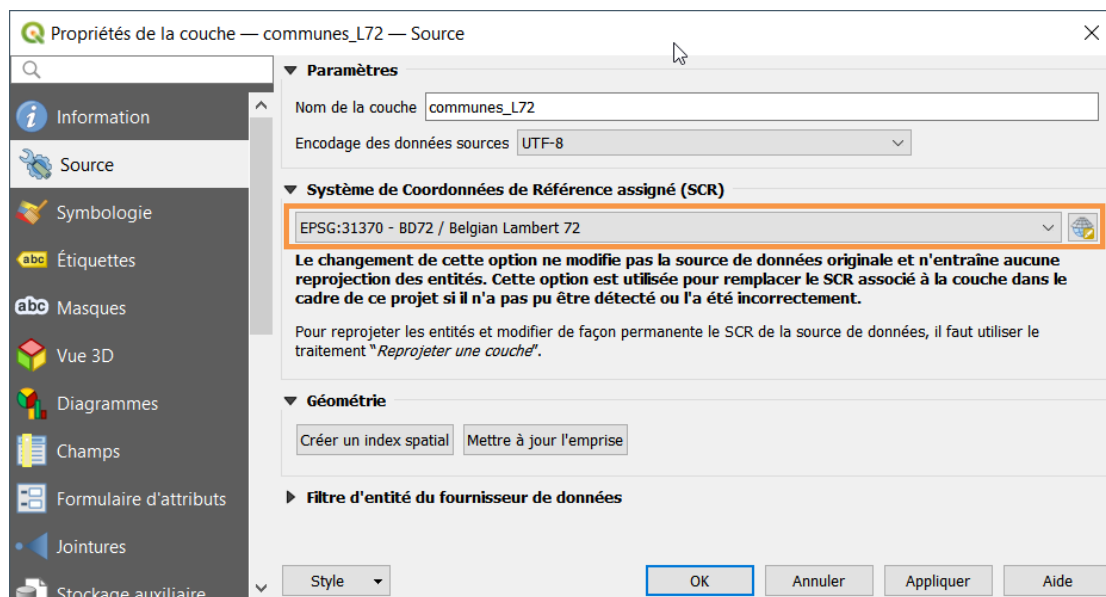 Propriétés de la couche — communes_L72 — Source
Information
Source
Symbologie
abc Étiquettes
abc Masques
Vue 3D
Diagrammes
Champs
Formulaire d'attributs
Jointures
Stockage auxiliaire
Paramètres
Nom de la couche communes_L72
Encodage des données sources UTF-8
Système de Coordonnées de Référence assigné (SCR)
EPSG:31370 - BD72 / Belgian Lambert 72
Le changement de cette option ne modifie pas la source de données originale et n'entraîne aucune
reprojection des entités. Cette option est utilisée pour remplacer le SCR associé à la couche dans le
cadre de ce projet si il n'a pas pu être détecté ou l'a été incorrectement.
Pour reprojeter les entités et modifier de façon permanente le SCR de la source de données, il faut utiliser le
traitement “Reprojeter une couche”.
Géométrie
Créer un index spatial Mettre à jour l'emprise
Filtre d'entité du fournisseur de données
Style OK Annuler Appliquer Aide